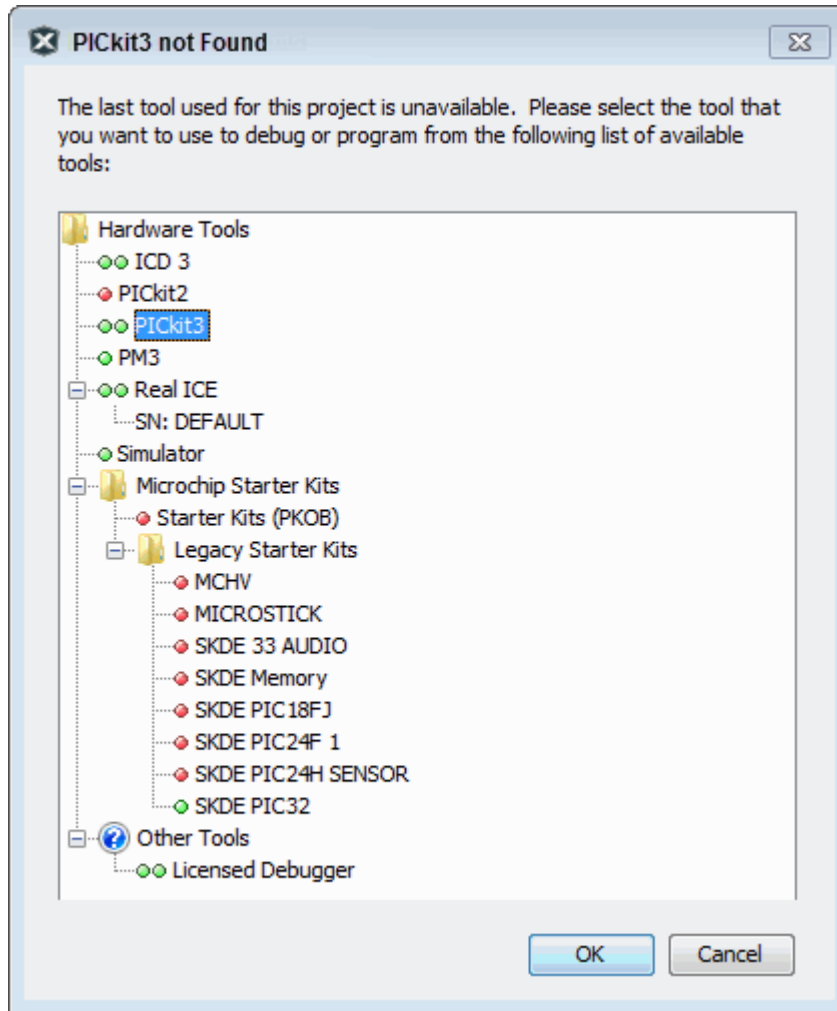 PICkit3 not Found
The last tool used for this project is unavailable. Please select the tool that
you want to use to debug or program from the following list of available
tools:
Hardware Tools
ICD 3
PICkit2
PICkit3
PM3
Real ICE
SN: DEFAULT
Simulator
Microchip Starter Kits
Starter Kits (PKOB)
Legacy Starter Kits
MCHV
MICROSTICK
SKDE 33 AUDIO
SKDE Memory
SKDE PIC18FJ
SKDE PIC24F 1
SKDE PIC24H SENSOR
SKDE PIC32
Other Tools
Licensed Debugger
OK Cancel